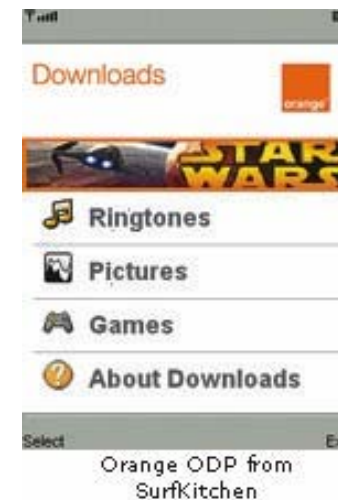 Downloads
orange
STAR
WARS
Ringtones
Pictures
Games
About Downloads
Select
Orange ODP from
SurfKitchen